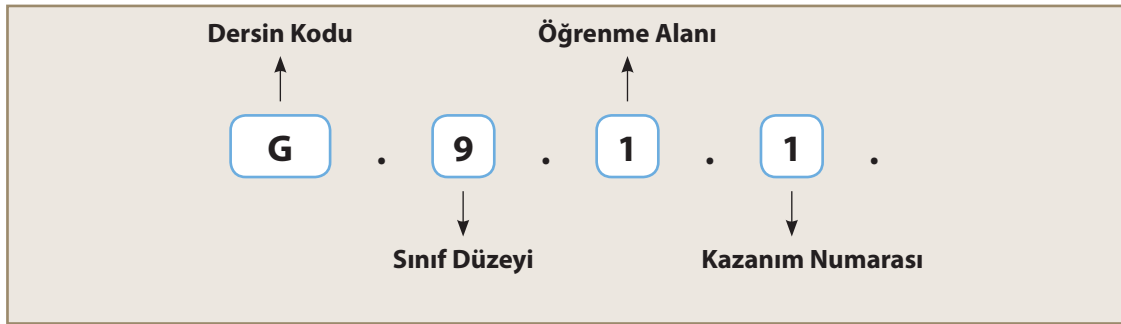 Dersin Kodu Öğrenme Alanı
G . 9 . 1 . 1 .
Sınıf Düzeyi Kazanım Numarası